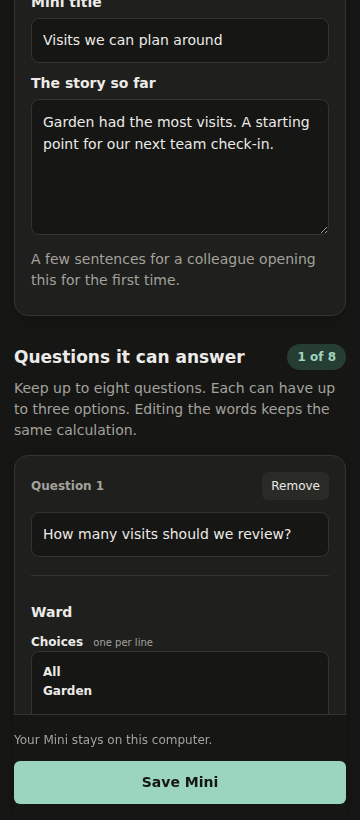 Mini title
Visits we can plan around
The story so far
Garden had the most visits. A starting
point for our next team check-in.
A few sentences for a colleague opening
this for the first time.
Questions it can answer
1 of 8
Keep up to eight questions. Each can have up
to three options. Editing the words keeps the
same calculation.
Question 1
Remove
How many visits should we review?
Ward
Choices one per line
All
Garden
Your Mini stays on this computer.
Save Mini